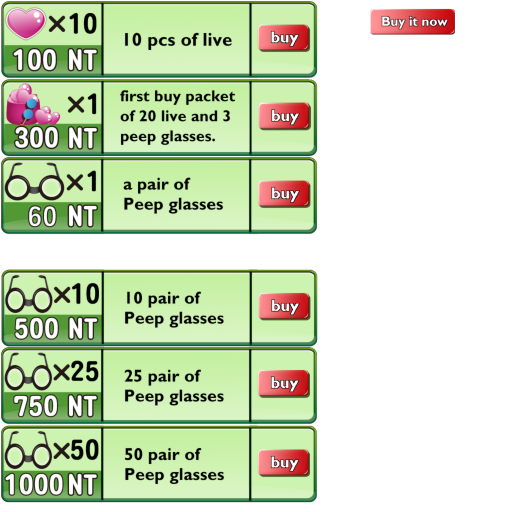 ×10
100 NT
10 pcs of live
buy
Buy it now
×1
300 NT
first buy packet
of 20 live and 3
peep glasses.
buy
×1
60 NT
a pair of
Peep glasses
buy
×10
500 NT
10 pair of
Peep glasses
buy
×25
750 NT
25 pair of
Peep glasses
buy
×50
1000 NT
50 pair of
Peep glasses
buy